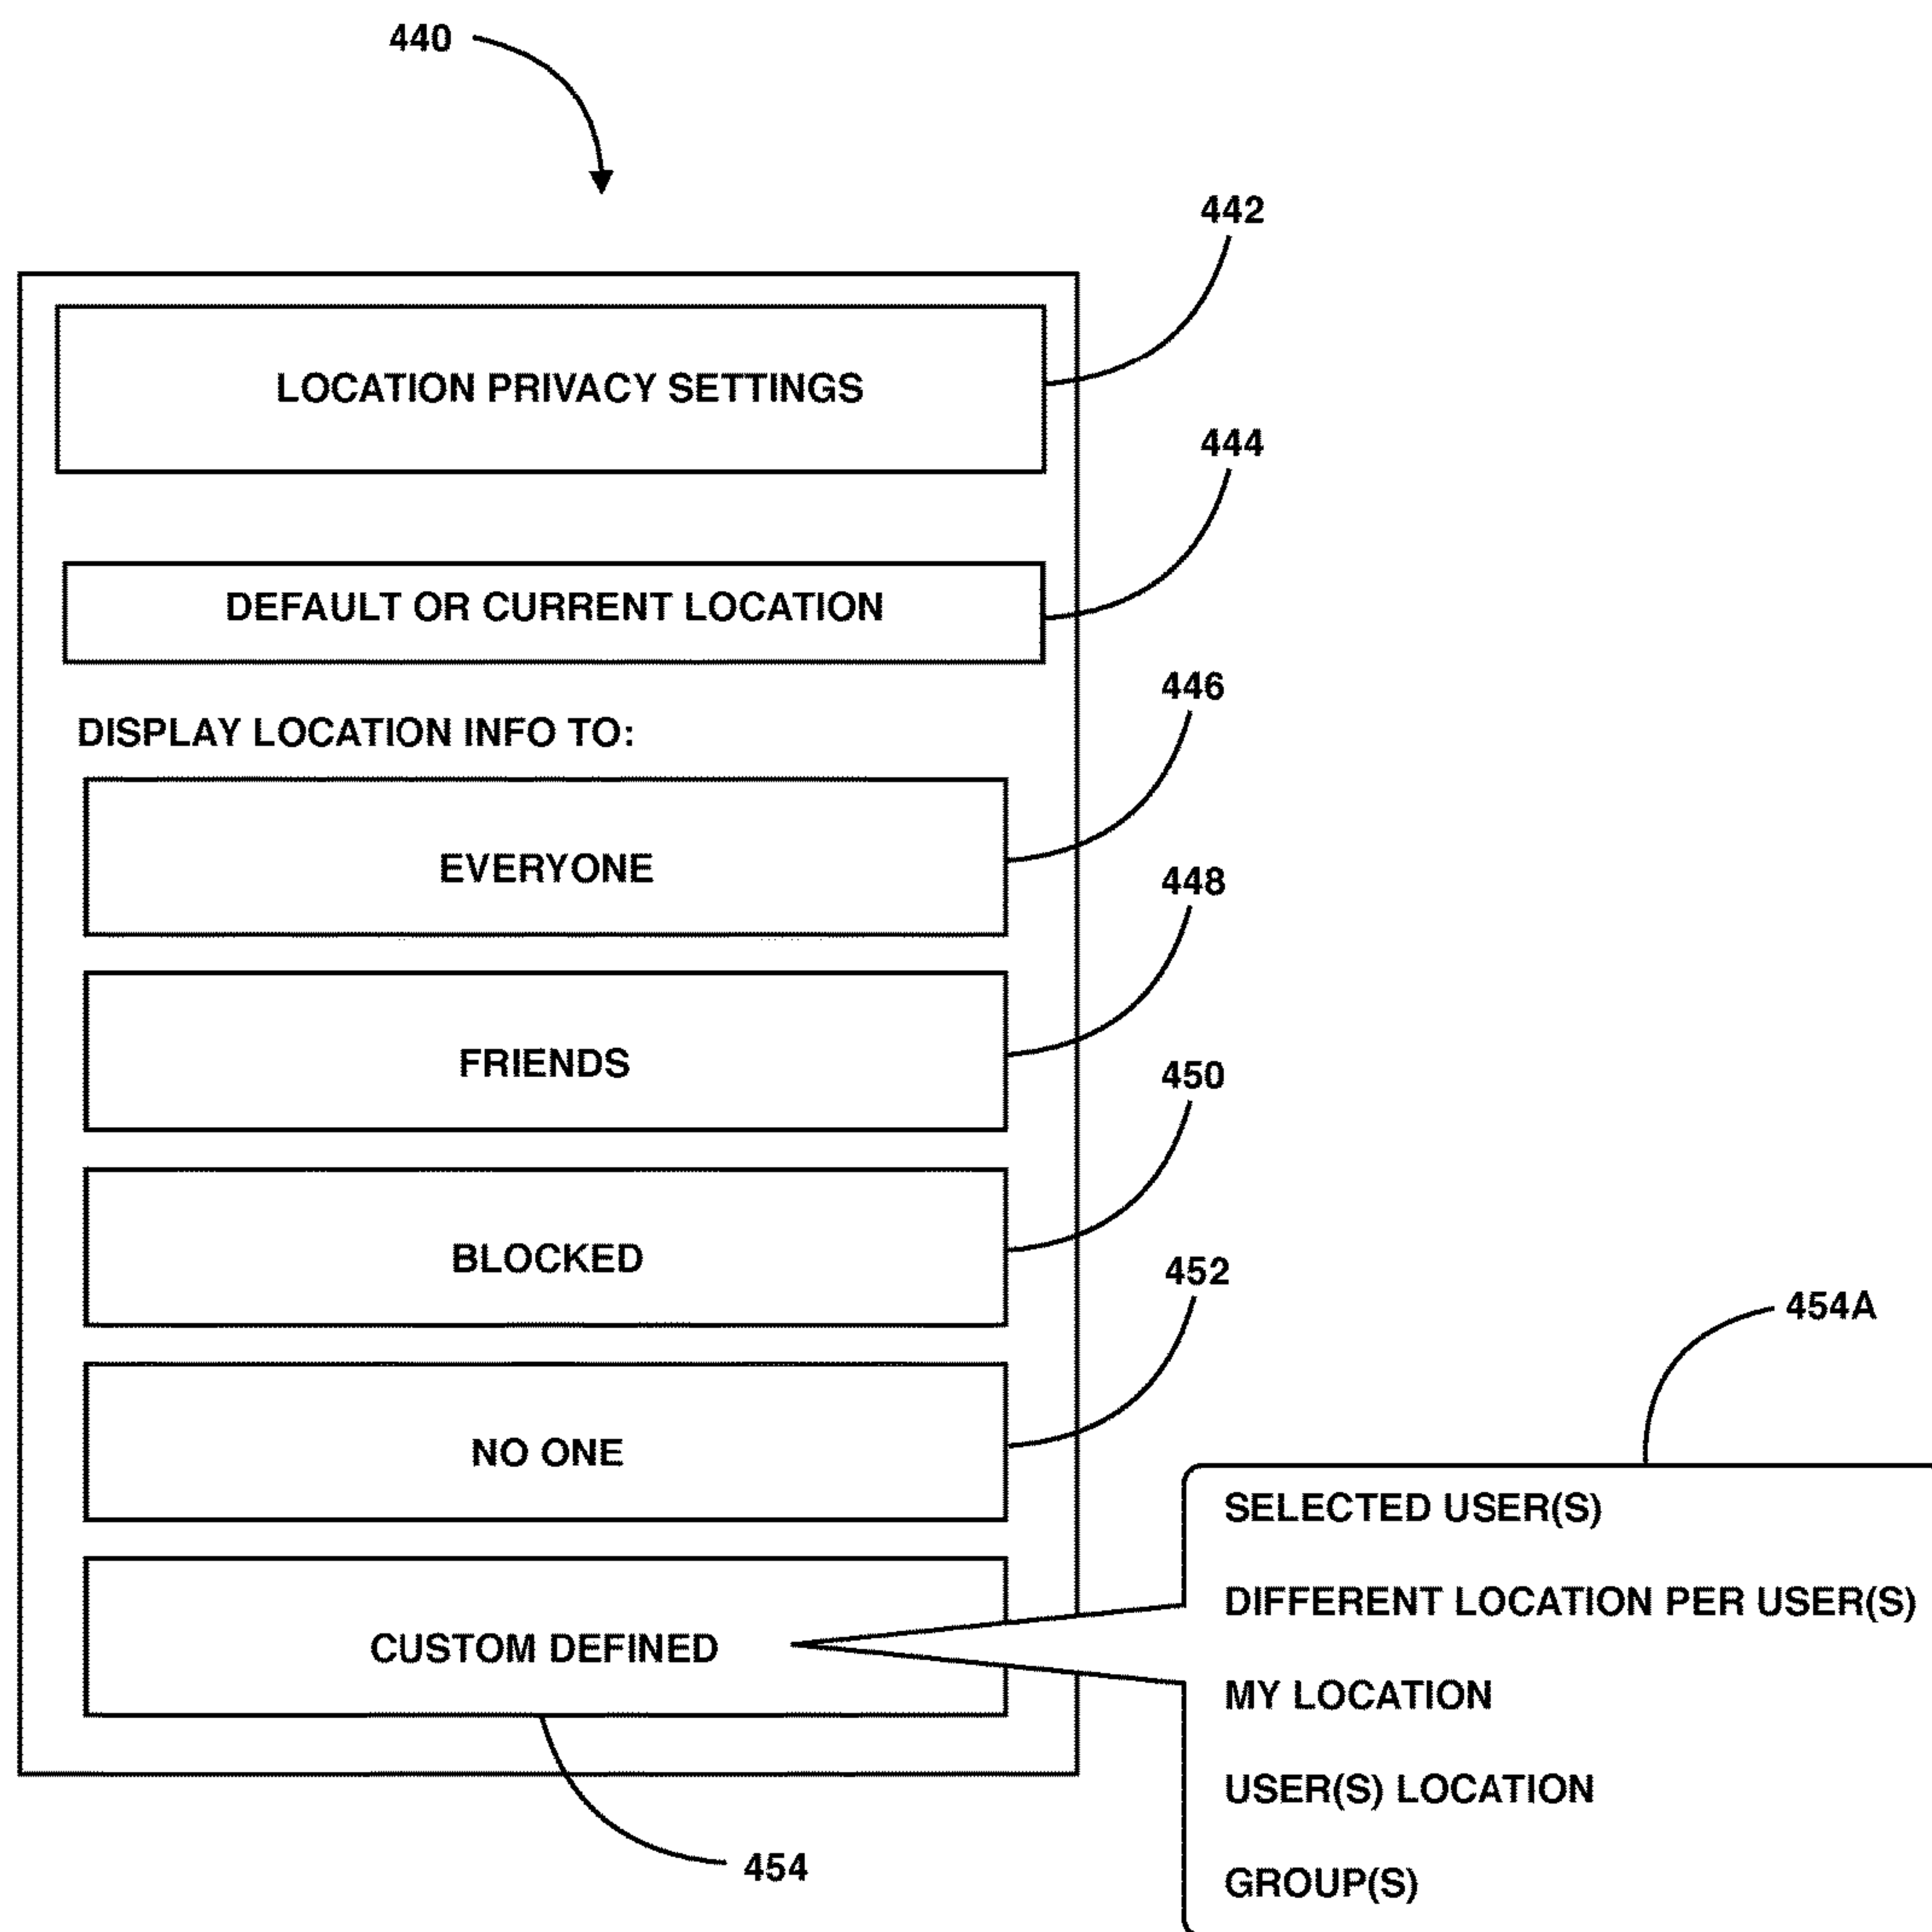 440
442
LOCATION PRIVACY SETTINGS
444
DEFAULT OR CURRENT LOCATION
446
DISPLAY LOCATION INFO TO:
EVERYONE
448
FRIENDS
450
BLOCKED
452
454A
NO ONE
SELECTED USER(S)
DIFFERENT LOCATION PER USER(S)
CUSTOM DEFINED
MY LOCATION
USER(S) LOCATION
454
GROUP(S)